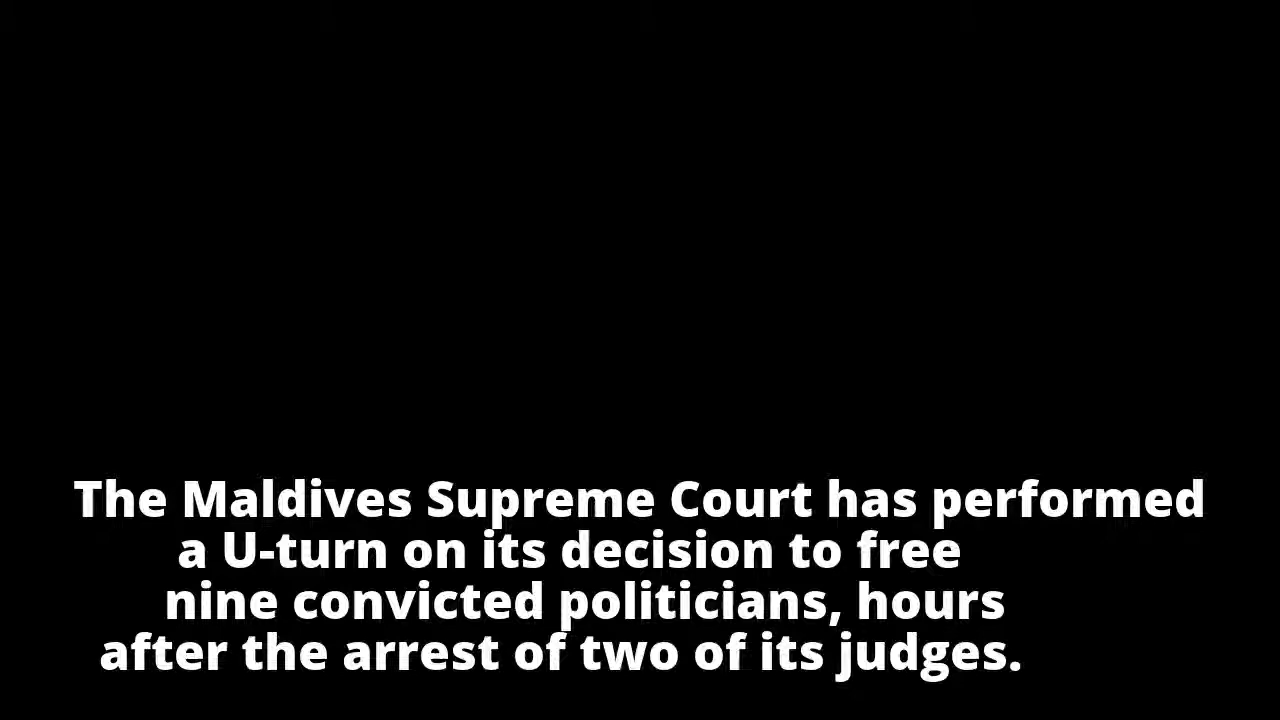 The Maldives Supreme Court has performed
a U-turn on its decision to free
nine convicted politicians, hours
after the arrest of two of its judges.